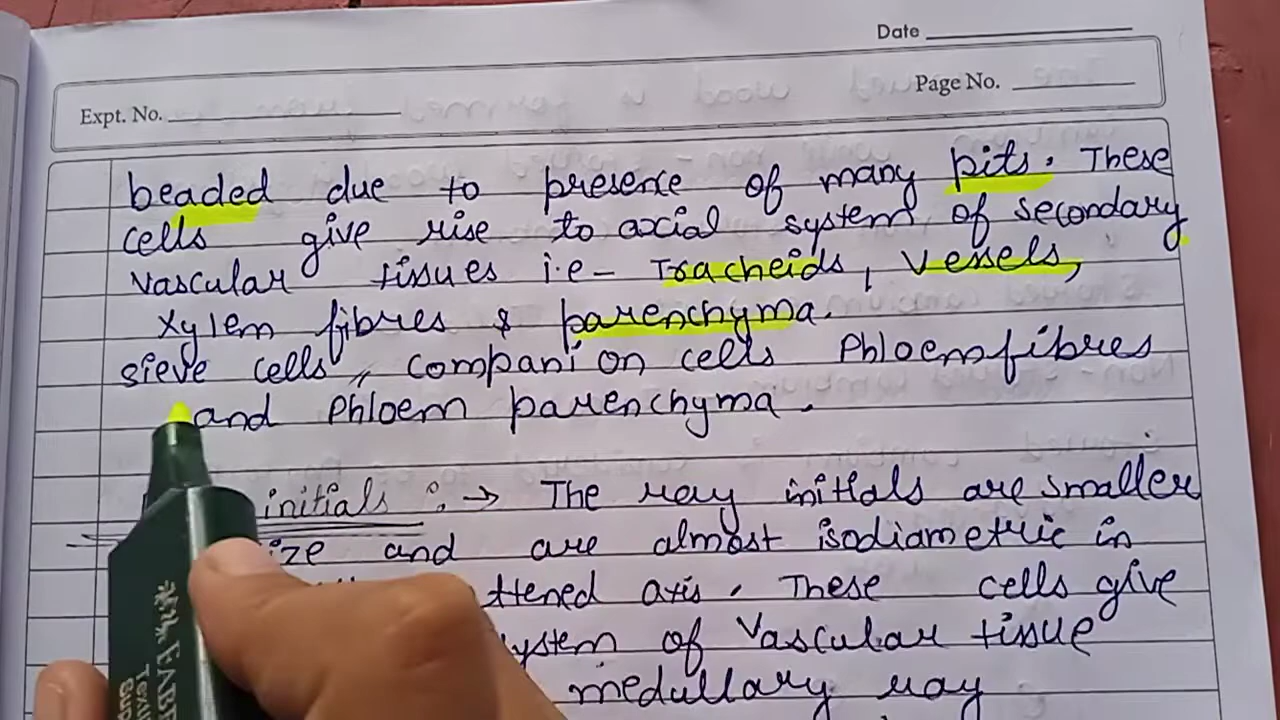 Date
Page No.
Expt. No.
beaded due to presence of many pits. These
cells give rise to axial system of secondary
vascular tissues i.e- Tracheids, Vessels,
Xylem fibres & parenchyma.
sieve cells, companion cells Phloem fibres
and Phloem parenchyma.
initials :→ The ray initials are smaller
ize and are almost isodiametric in
ttened axis. These cells give
ystem of Vascular tissue
medullary ray